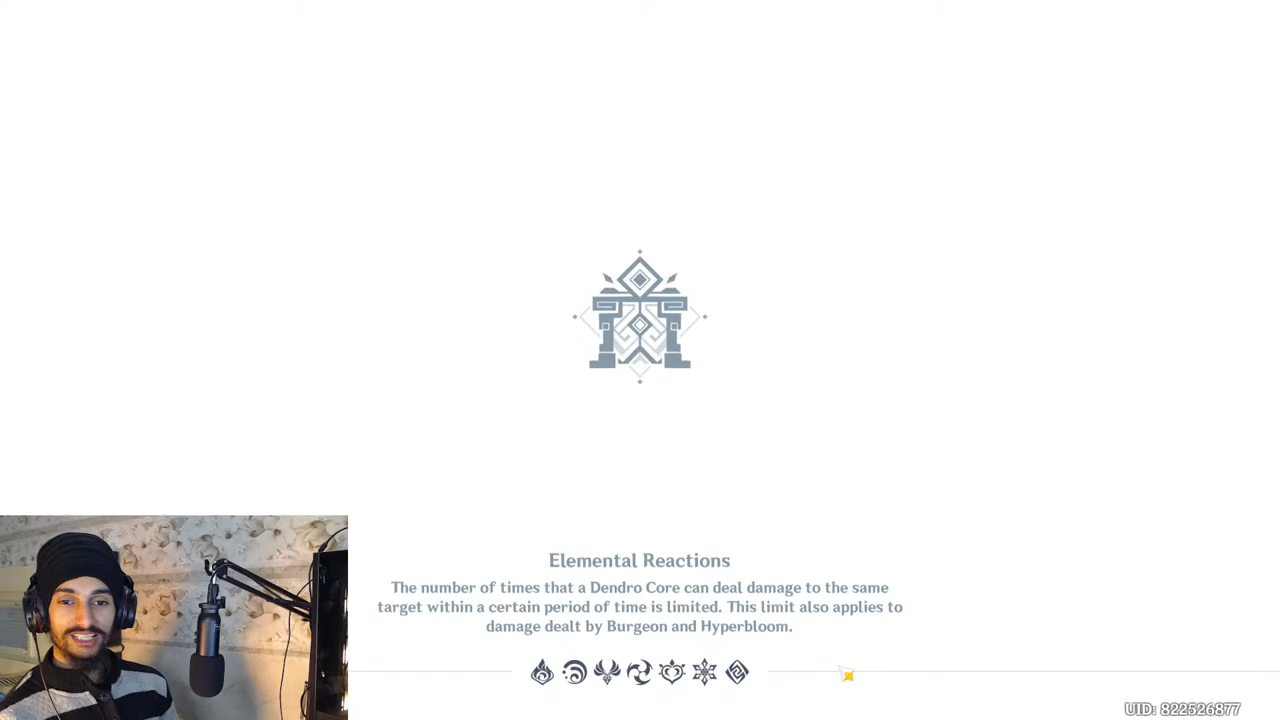 Elemental Reactions
The number of times that a Dendro Core can deal damage to the same
target within a certain period of time is limited. This limit also applies to
damage dealt by Burgeon and Hyperbloom.
UID: 822526877